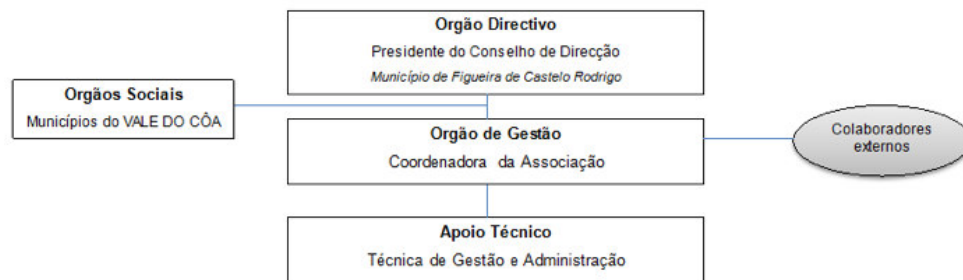 Orgão Directivo
Presidente do Conselho de Direcção
Município de Figueira de Castelo Rodrigo
Orgãos Sociais
Municípios do VALE DO CÔA
Orgão de Gestão
Coordenadora da Associação
Colaboradores
externos
Apoio Técnico
Técnica de Gestão e Administração